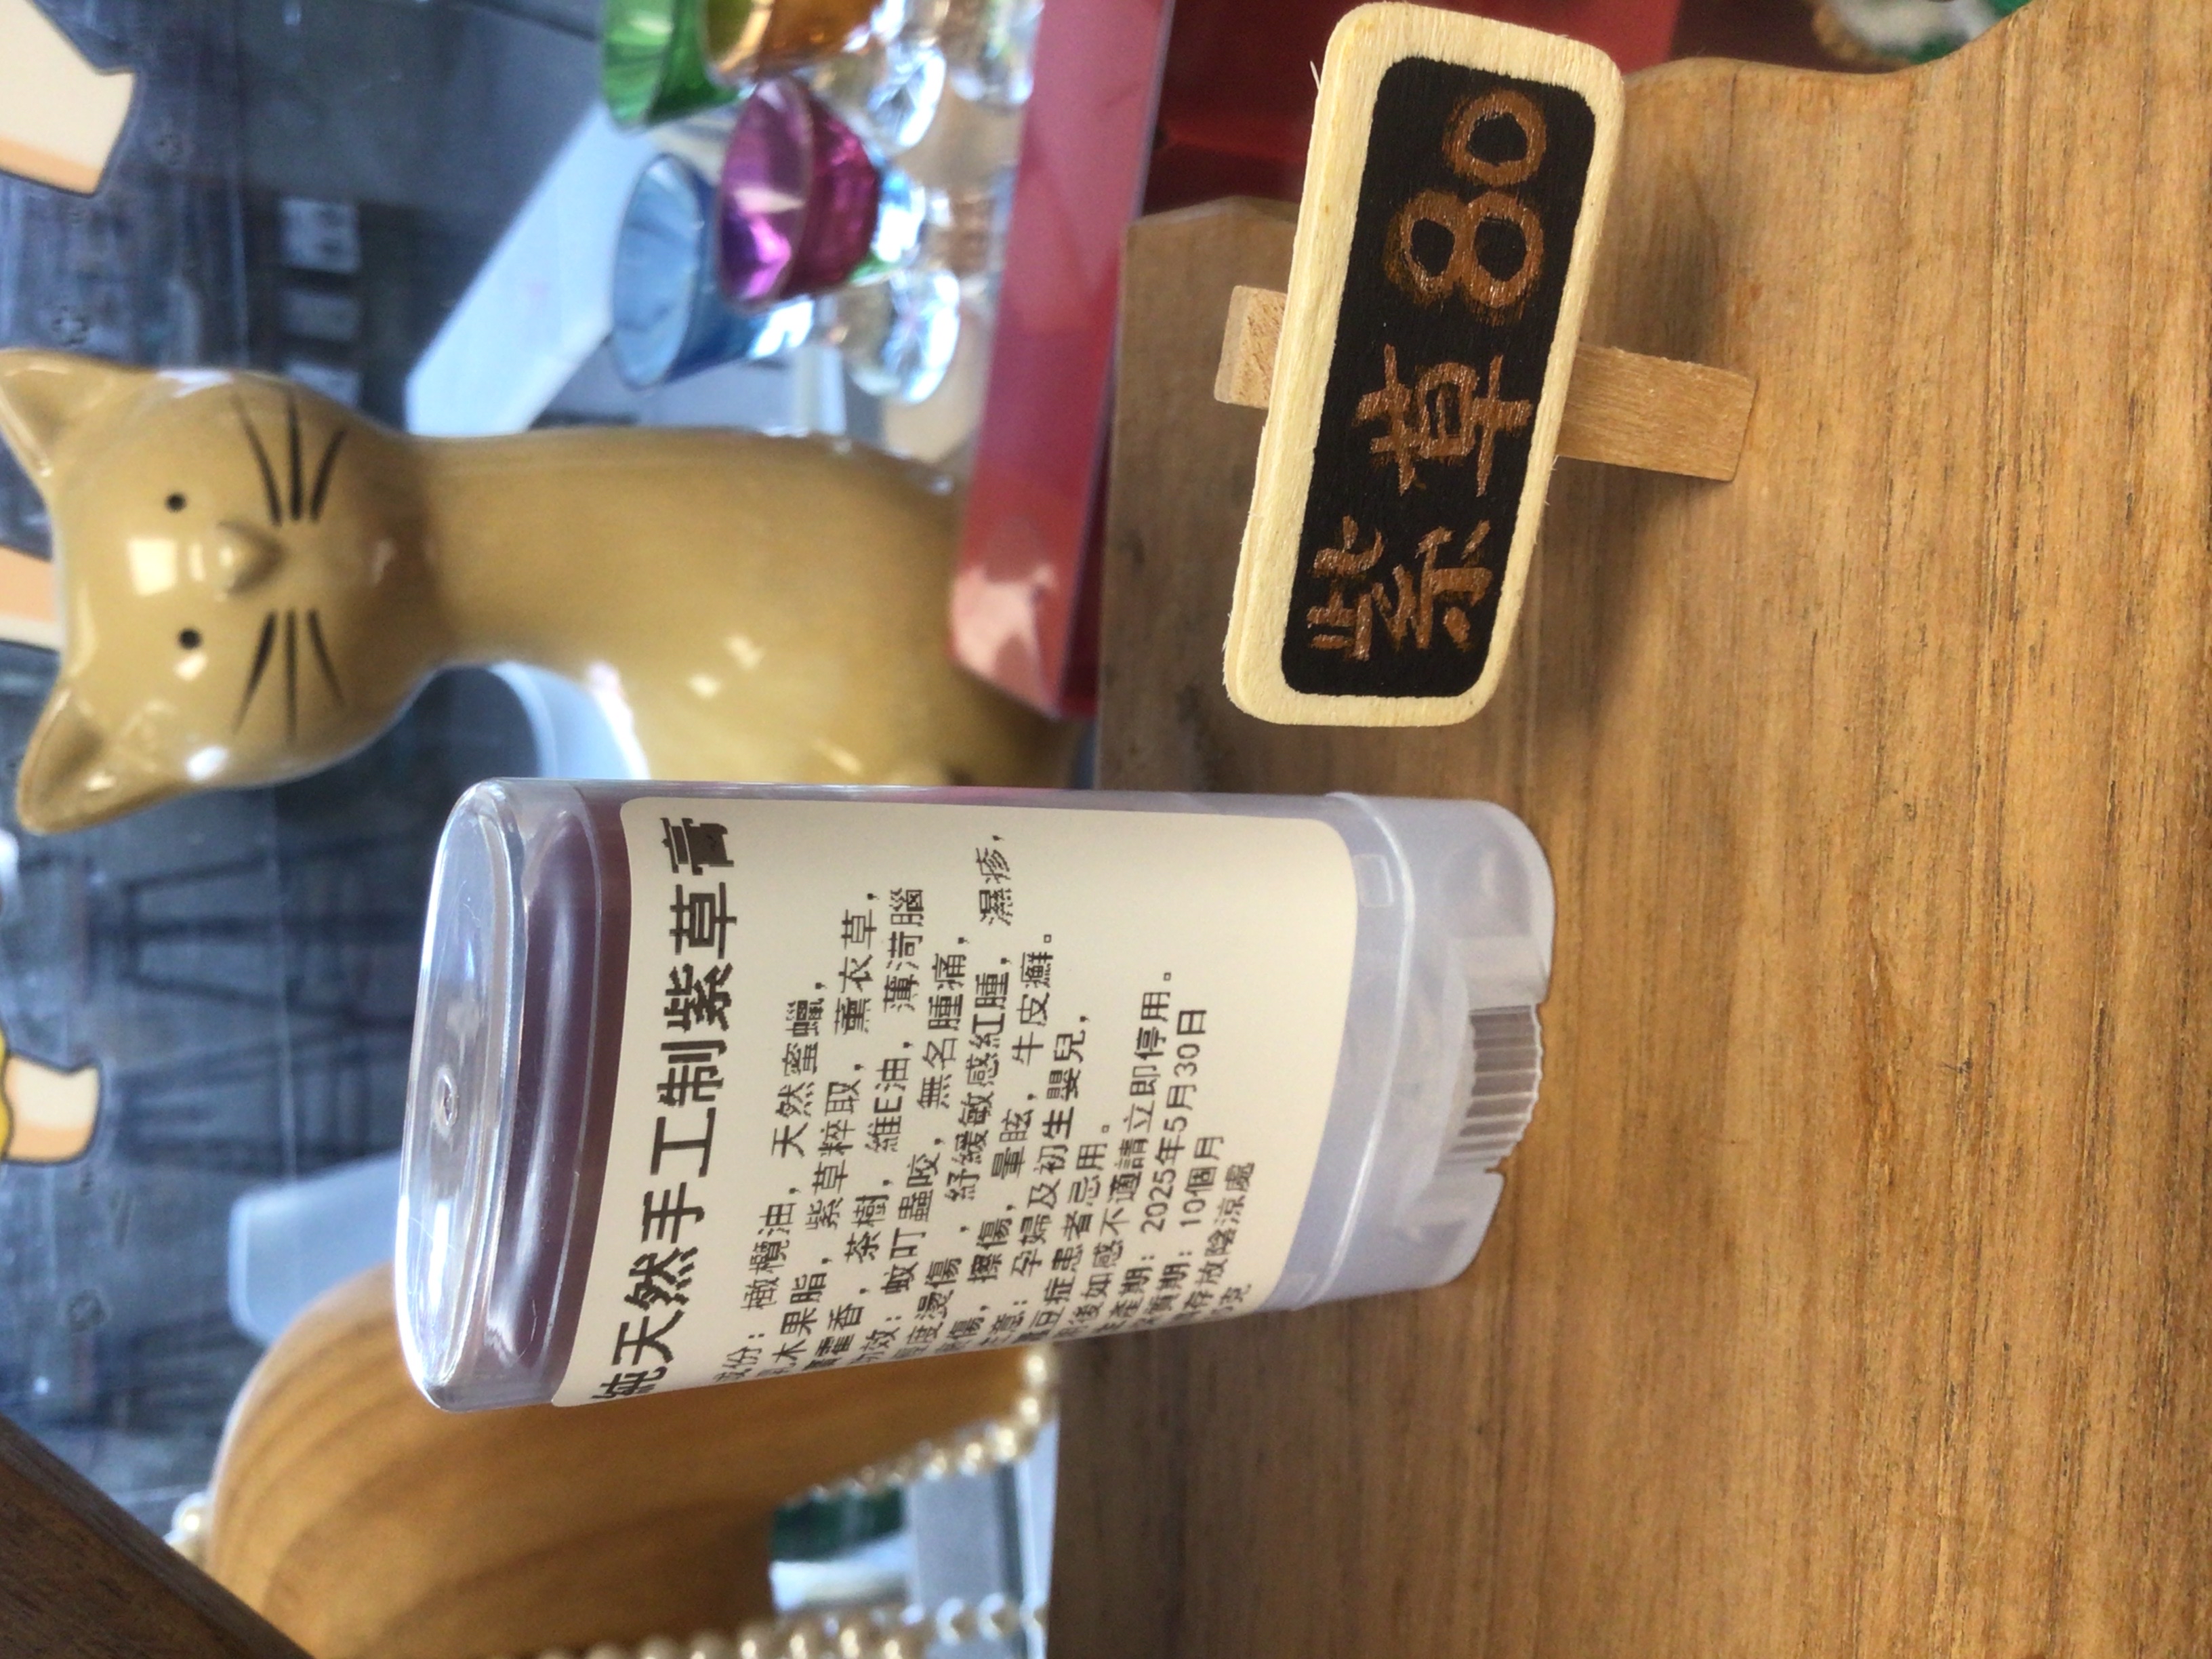 純天然手工制紫草膏
成份：橄欖油，天然蜜蠟，
乳木果脂，紫草粹取，薰衣草，
藿香，茶樹，維E油，薄荷腦
功效：蚊叮蟲咬，無名腫痛，
度燙傷，紓緩敏感紅腫，濕疹，
傷，擦傷，暈眩，牛皮癬。
注意：孕婦及初生嬰兒，
蠶豆症患者忌用。
用後如感不適請立即停用。
生產期：2025年5月30日
保質期：10個月
存放陰涼處
克
紫草80